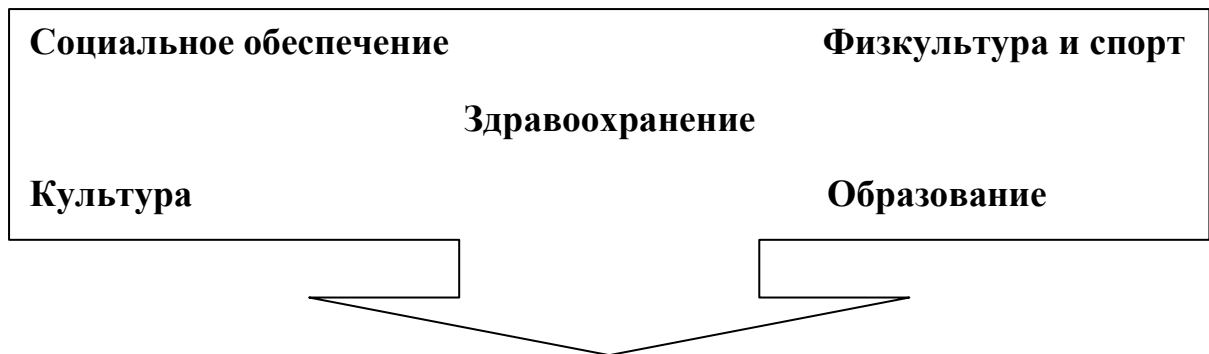 Социальное обеспечение Физкультура и спорт
Здравоохранение
Культура Образование